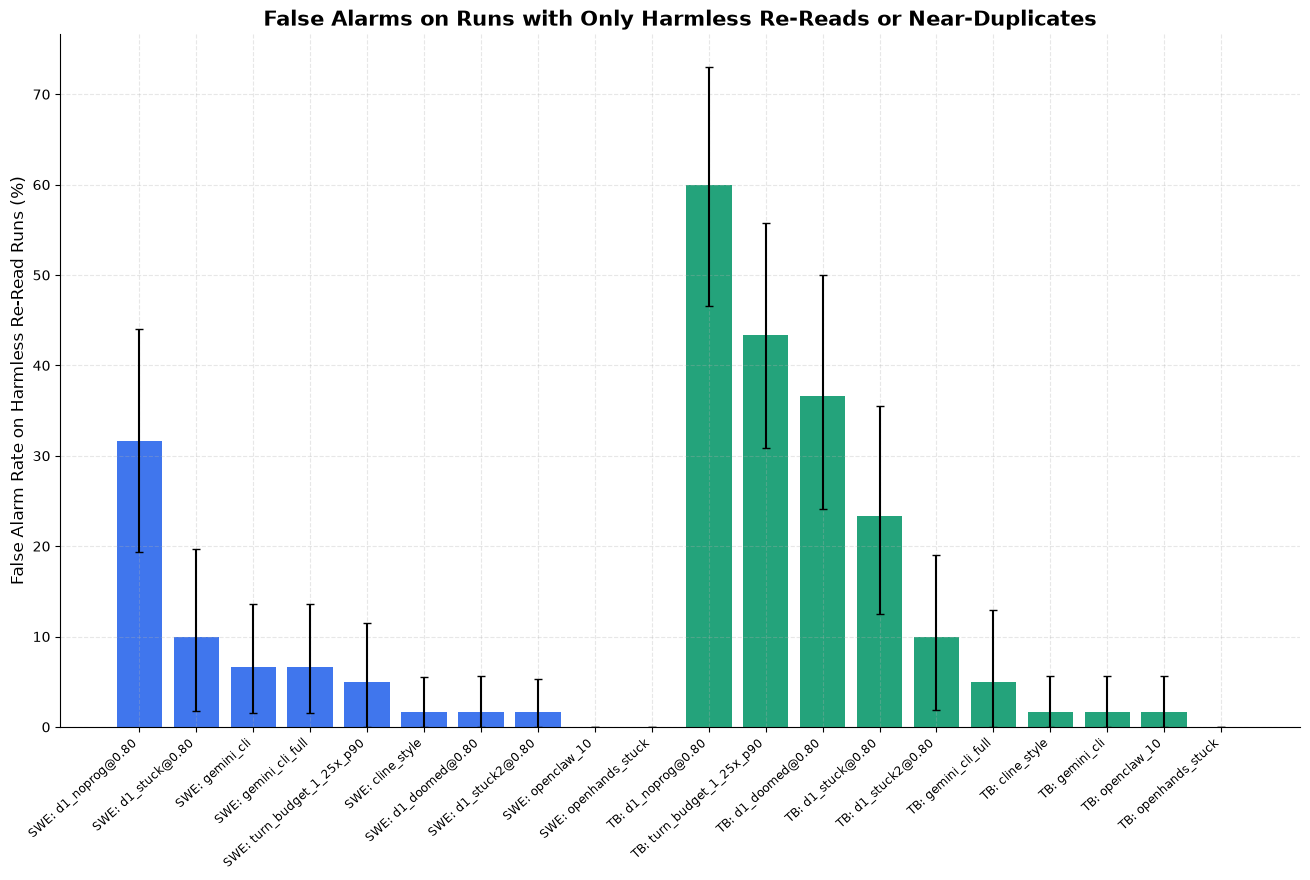 False Alarms on Runs with Only Harmless Re-Reads or Near-Duplicates
False Alarm Rate on Harmless Re-Read Runs (%)
70
60
50
40
30
20
10
0
SWE: d1_noprog@0.80
SWE: d1_stuck@0.80
SWE: gemini_cli
SWE: gemini_cli_full
SWE: turn_budget_1_25x_p90
SWE: cline_style
SWE: d1_doomed@0.80
SWE: d1_stuck2@0.80
SWE: openclaw_10
SWE: openhands_stuck
TB: d1_noprog@0.80
TB: turn_budget_1_25x_p90
TB: d1_doomed@0.80
TB: d1_stuck@0.80
TB: d1_stuck2@0.80
TB: gemini_cli_full
TB: cline_style
TB: gemini_cli
TB: openclaw_10
TB: openhands_stuck